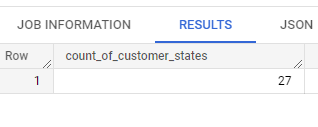 JOB INFORMATION RESULTS JSON
Row count_of_customer_states
1 27